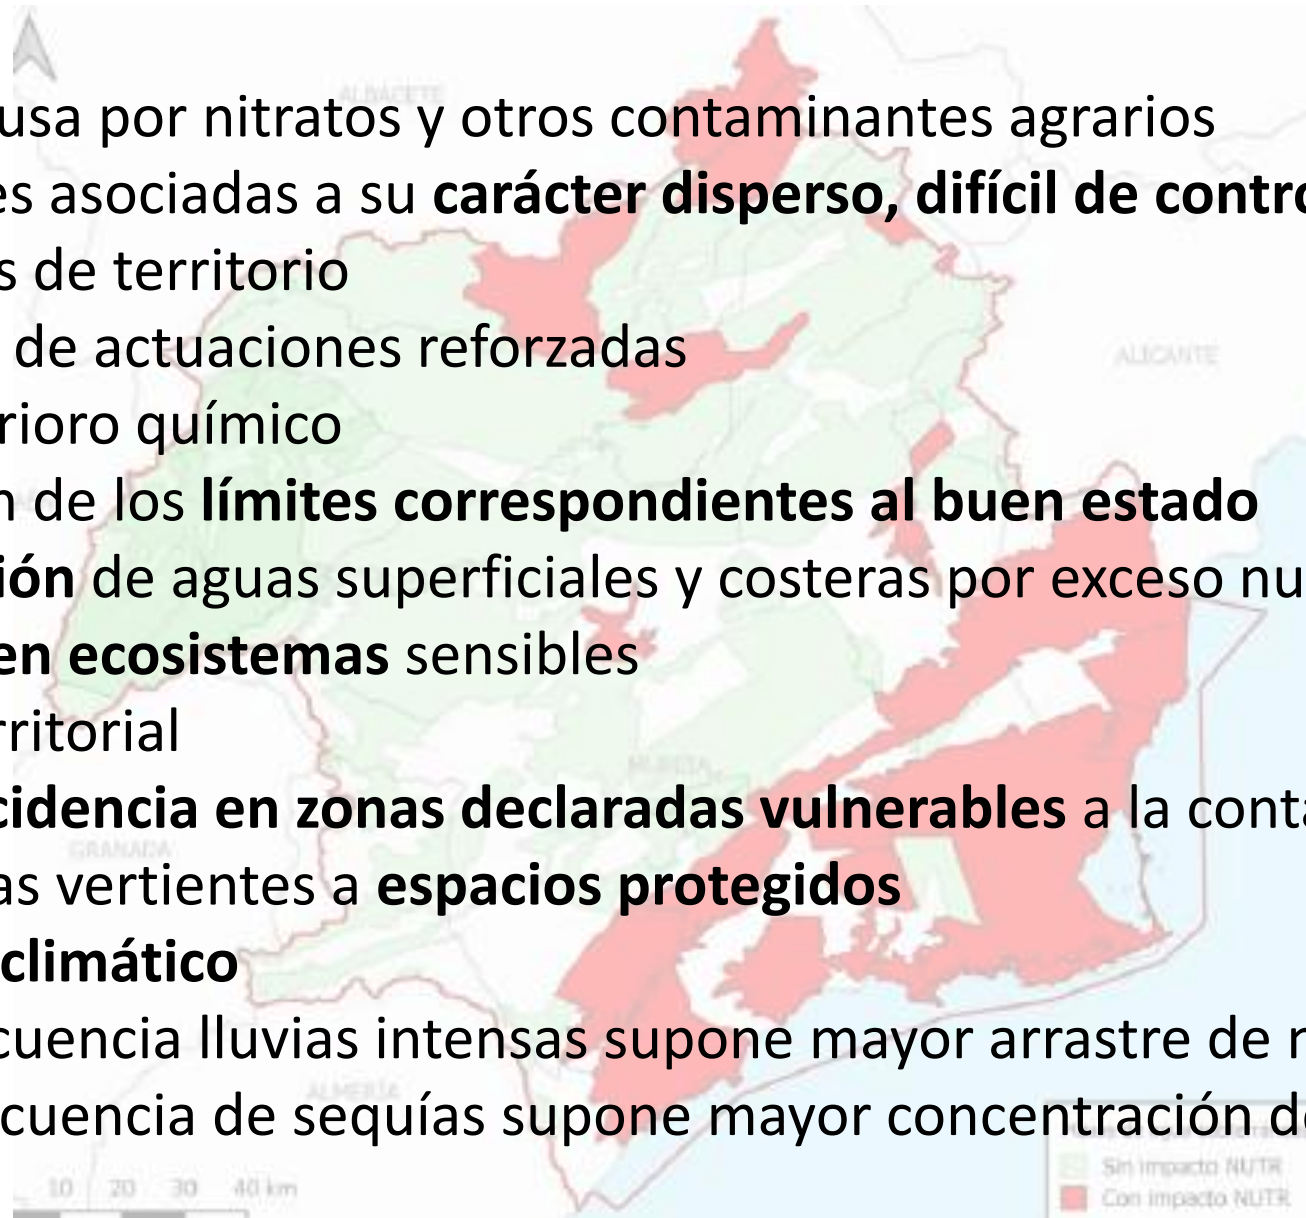 ALBACETE
usa por nitratos y otros contaminantes agrarios
es asociadas a su carácter disperso, difícil de contro
s de territorio
de actuaciones reforzadas
ALICANTE
rioro químico
n de los límites correspondientes al buen estado
ión de aguas superficiales y costeras por exceso nu
en ecosistemas sensibles
rritorial
MURCIA
cidencia en zonas declaradas vulnerables a la conta
GRANADA
as vertientes a espacios protegidos
climático
cuencia lluvias intensas supone mayor arrastre de n
ALMERÍA
cuencia de sequías supone mayor concentración de
Sin impacto NUTR
10 20 30 40 km
Con impacto NUTR